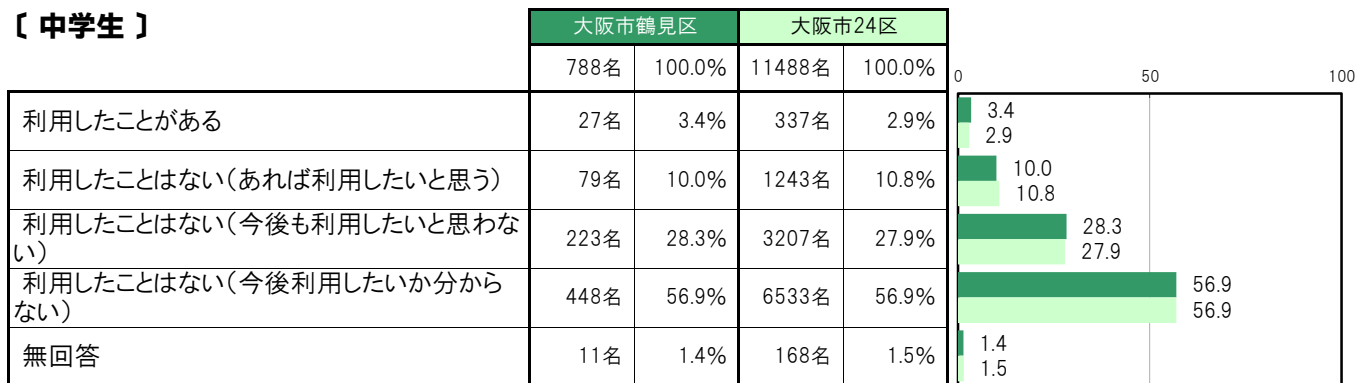 〔 中学生 〕
大阪市鶴見区 大阪市24区
788名 100.0% 11488名 100.0%
0 50 100
利用したことがある 27名 3.4% 337名 2.9%
3.4
2.9
利用したことはない(あれば利用したいと思う) 79名 10.0% 1243名 10.8%
10.0
10.8
利用したことはない(今後も利用したいと思わな
い) 223名 28.3% 3207名 27.9%
28.3
27.9
利用したことはない(今後利用したいか分から
ない) 448名 56.9% 6533名 56.9%
56.9
56.9
無回答 11名 1.4% 168名 1.5%
1.4
1.5